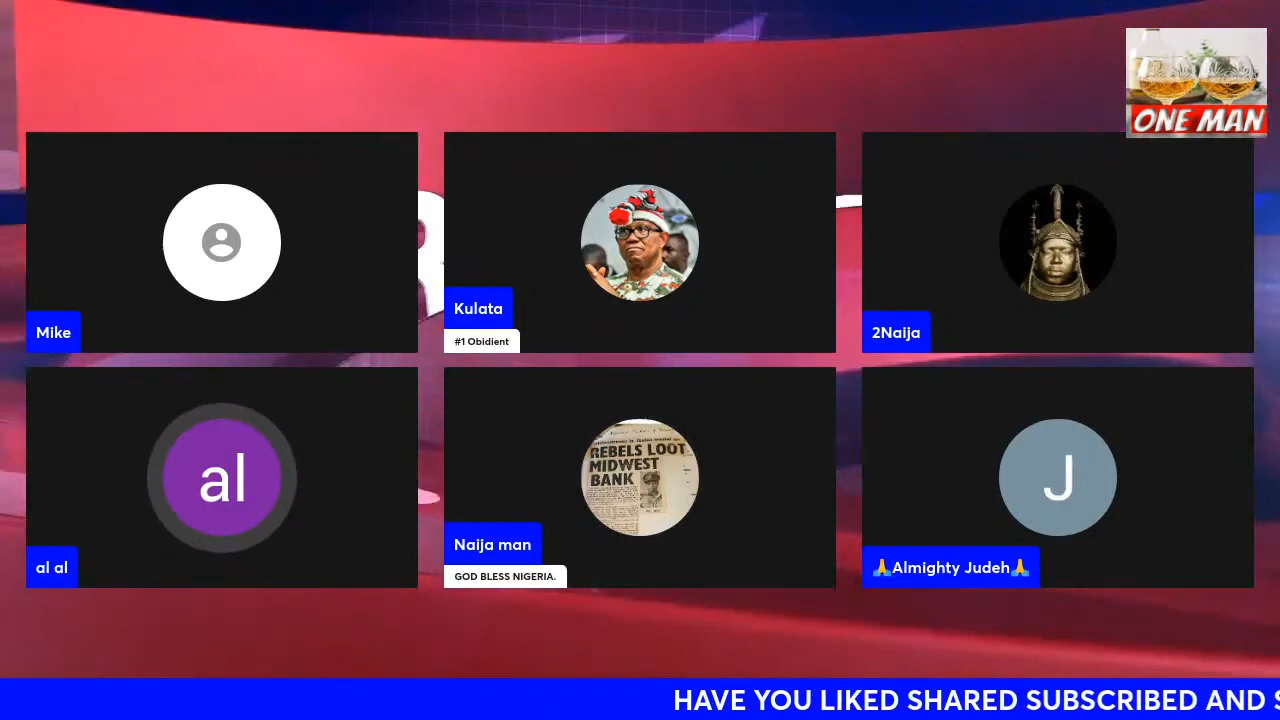 ONE MAN
Mike
Kulata
#1 Obidient
2Naija
al
al al
REBELS LOOT
MIDWEST
BANK
Naija man
GOD BLESS NIGERIA.
J
🙏Almighty Judeh🙏
HAVE YOU LIKED SHARED SUBSCRIBED AND